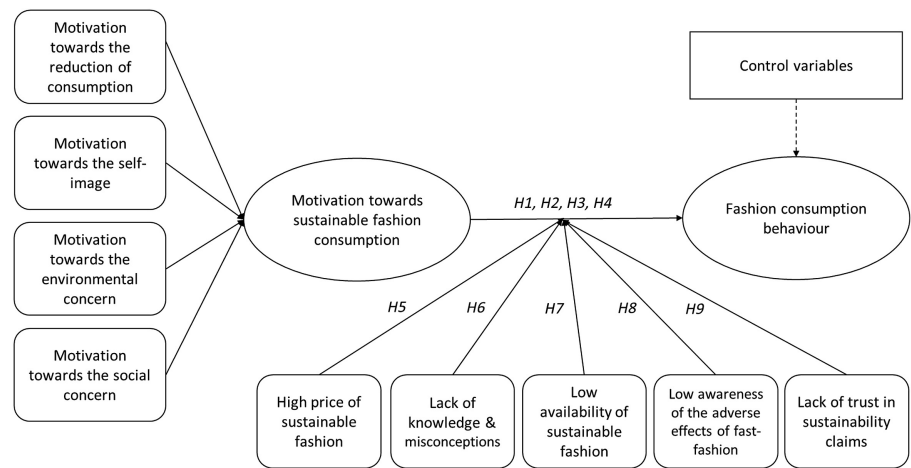 Motivation
towards the
reduction of
consumption
Motivation
towards the self-
image
Motivation
towards the
environmental
concern
Motivation
towards the social
concern
Motivation towards
sustainable fashion
consumption
H1, H2, H3, H4
Control variables
Fashion consumption
behaviour
H5
H6
H7
H8
H9
High price of
sustainable
fashion
Lack of
knowledge &
misconceptions
Low
availability of
sustainable
fashion
Low awareness
of the adverse
effects of fast-
fashion
Lack of trust in
sustainability
claims